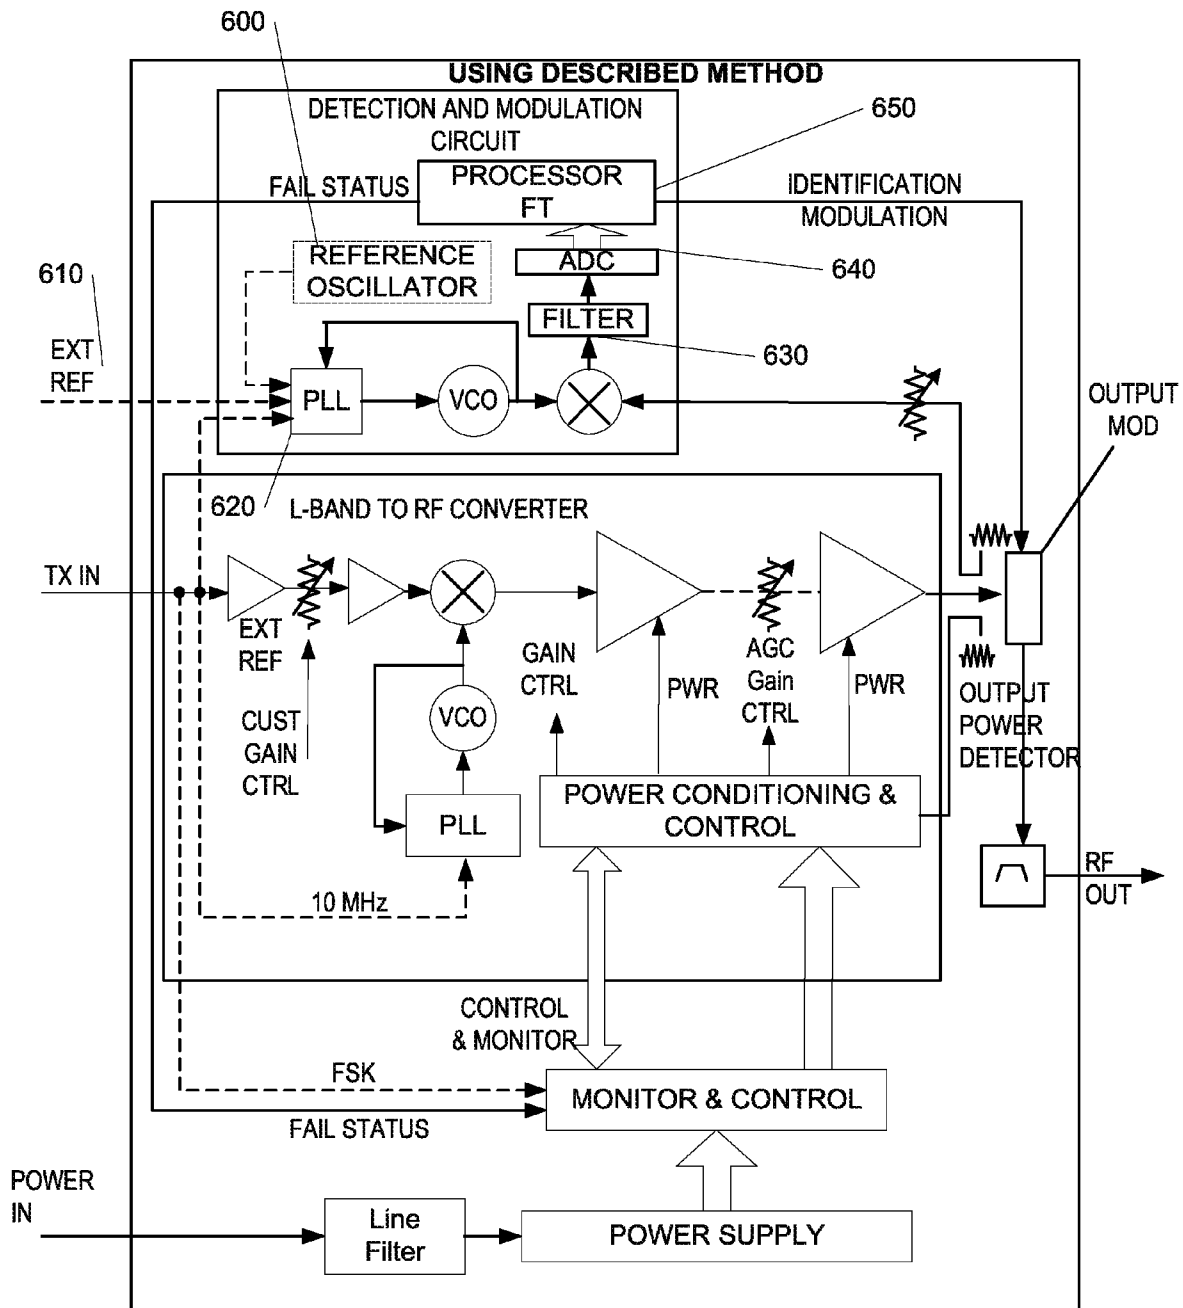 600
USING DESCRIBED METHOD
DETECTION AND MODULATION
CIRCUIT
650
FAIL STATUS
PROCESSOR
FT
IDENTIFICATION
MODULATION
REFERENCE
OSCILLATOR
ADC
640
610
FILTER
630
EXT
REF
PLL
VCO
OUTPUT
MOD
620
L-BAND TO RF CONVERTER
TX IN
EXT
REF
GAIN
CTRL
PWR
AGC
Gain
CTRL
PWR
OUTPUT
POWER
DETECTOR
CUST
GAIN
CTRL
VCO
POWER CONDITIONING &
CONTROL
PLL
10 MHz
RF
OUT
CONTROL
& MONITOR
FSK
MONITOR & CONTROL
FAIL STATUS
POWER
IN
Line
Filter
POWER SUPPLY